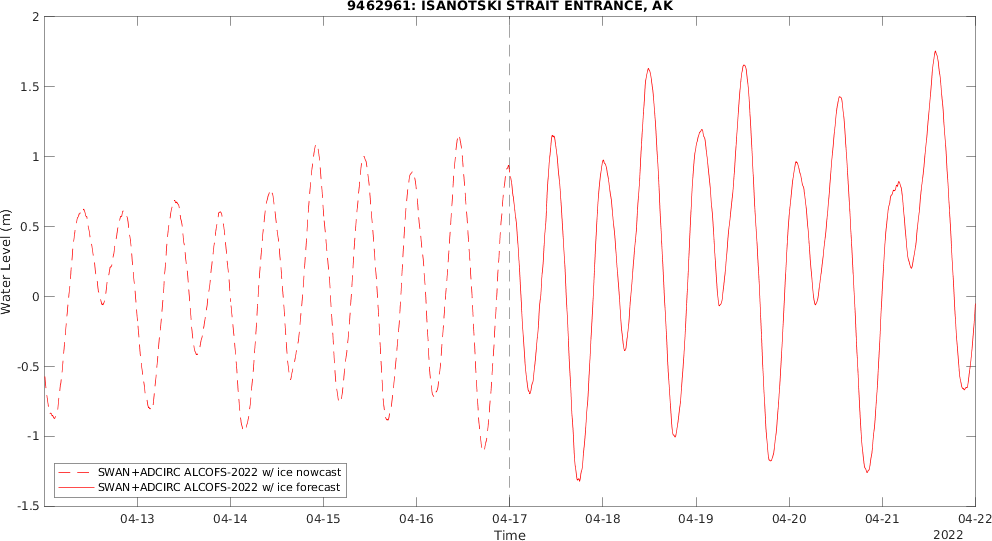 9462961: ISANOTSKI STRAIT ENTRANCE, AK
2
1.5
1
0.5
0
-0.5
-1
-1.5
Water Level (m)
SWAN+ADCIRC ALCOFS-2022 w/ ice nowcast
SWAN+ADCIRC ALCOFS-2022 w/ ice forecast
04-13 04-14 04-15 04-16 04-17 04-18 04-19 04-20 04-21 04-22
Time
2022